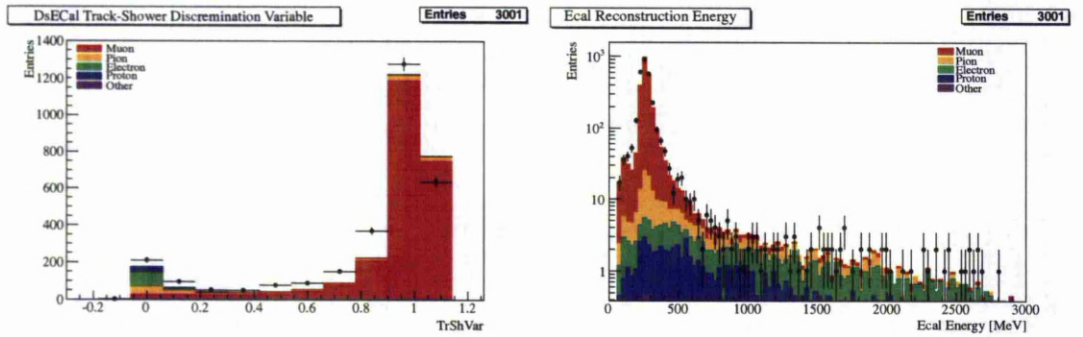 DsECal Track-Shower Discremination Variable
Entries 3001
Entries
1400
1200
1000
800
600
400
200
0
Muon
Pion
Electron
Proton
Other
-0.2 0 0.2 0.4 0.6 0.8 1 1.2
TrShVar
Ecal Reconstruction Energy
Entries 3001
Entries
10³
10²
10
1
Muon
Pion
Electron
Proton
Other
0 500 1000 1500 2000 2500 3000
Ecal Energy [MeV]